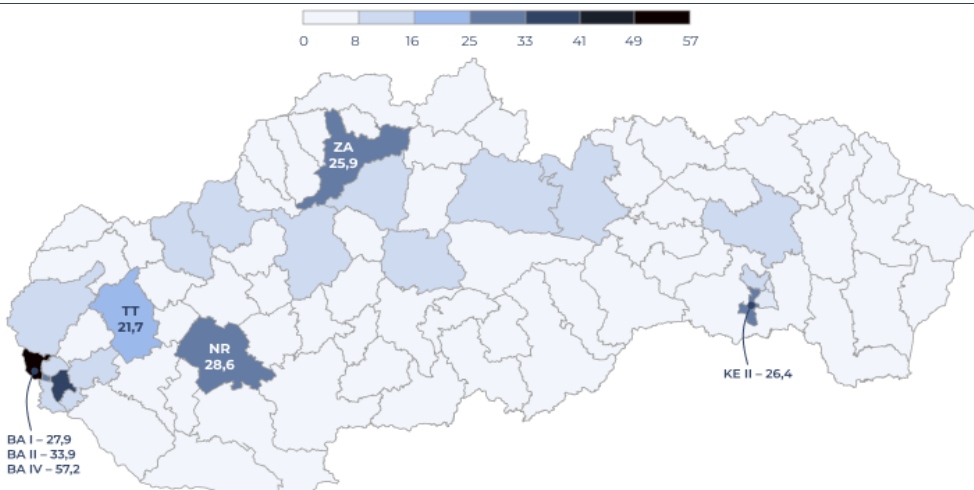 0 8 16 25 33 41 49 57
ZA
25,9
TT
21,7
NR
28,6
KE II – 26,4
BA I – 27,9
BA II – 33,9
BA IV – 57,2